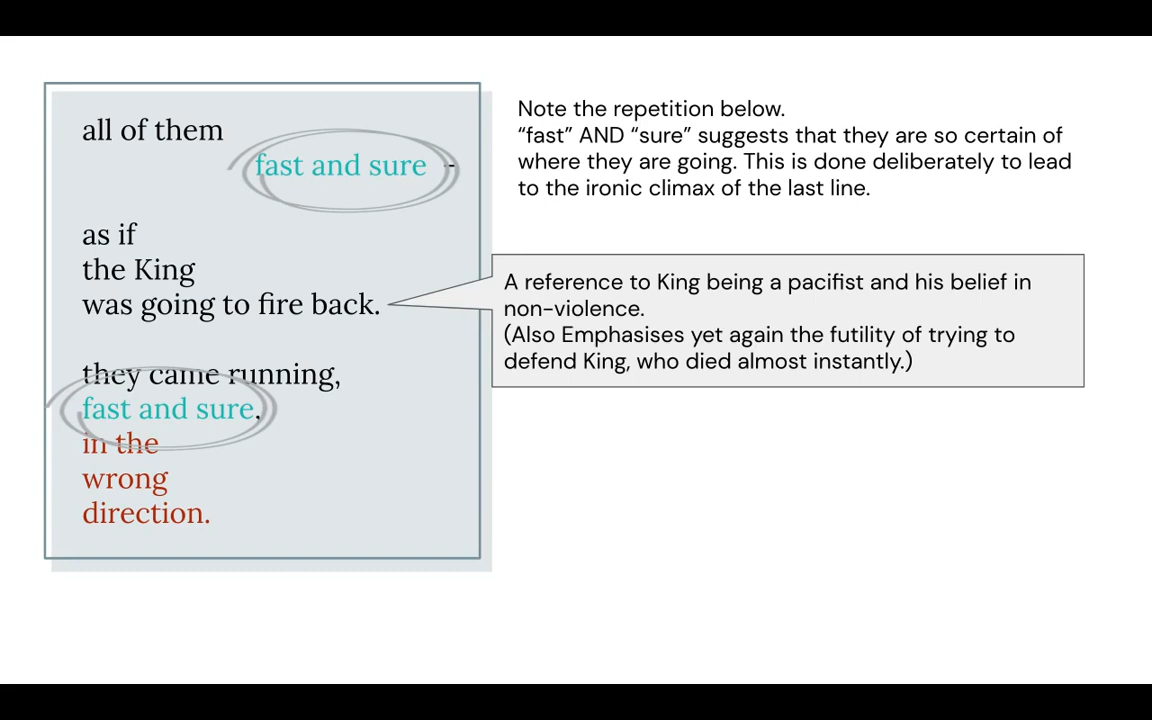 all of them
fast and sure -
as if
the King
was going to fire back.
they came running,
fast and sure,
in the
wrong
direction.
Note the repetition below.
“fast” AND “sure” suggests that they are so certain of
where they are going. This is done deliberately to lead
to the ironic climax of the last line.
A reference to King being a pacifist and his belief in
non-violence.
(Also Emphasises yet again the futility of trying to
defend King, who died almost instantly.)